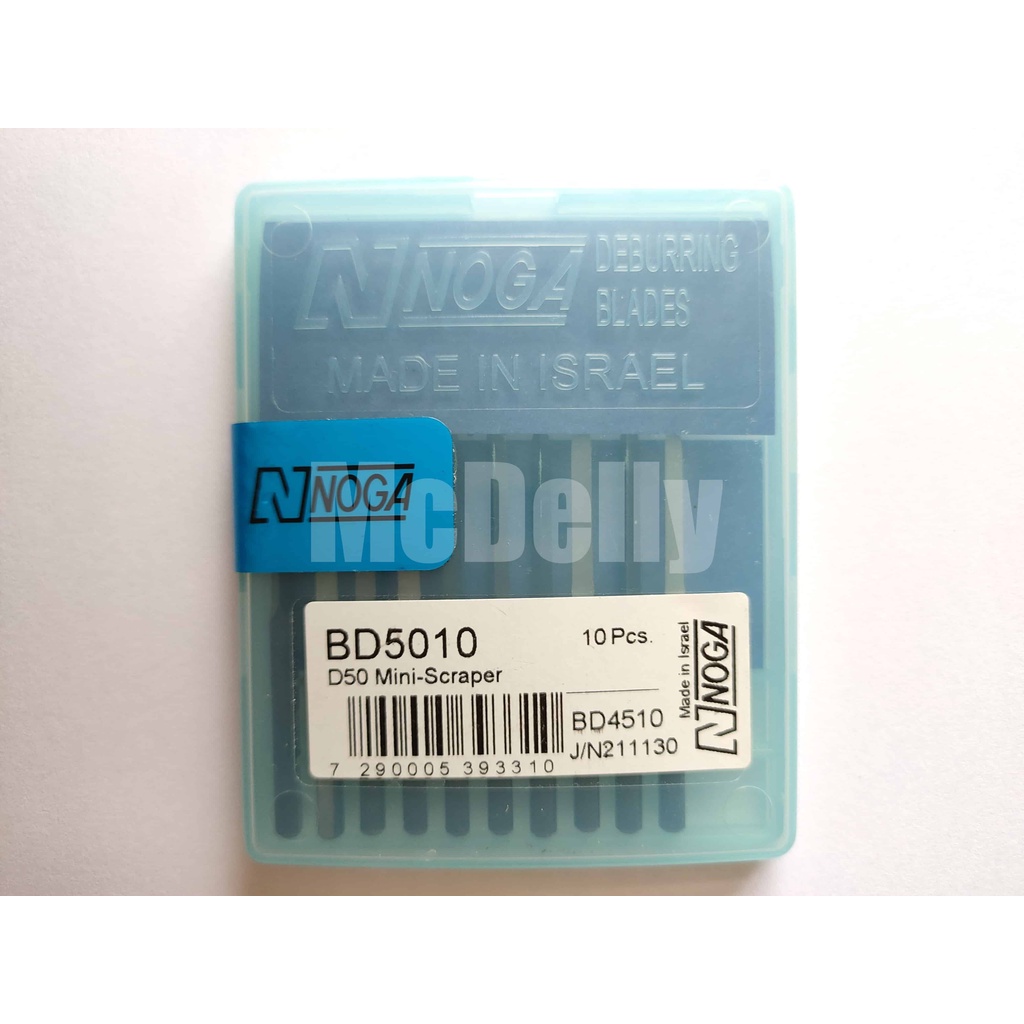 NOGA DEBURRING
BLADES
MADE IN ISRAEL
NOGA
McDelly
BD5010
10 Pcs.
D50 Mini-Scraper
BD4510
J/N211130
7 290005 393310
Made in Israel
NOGA